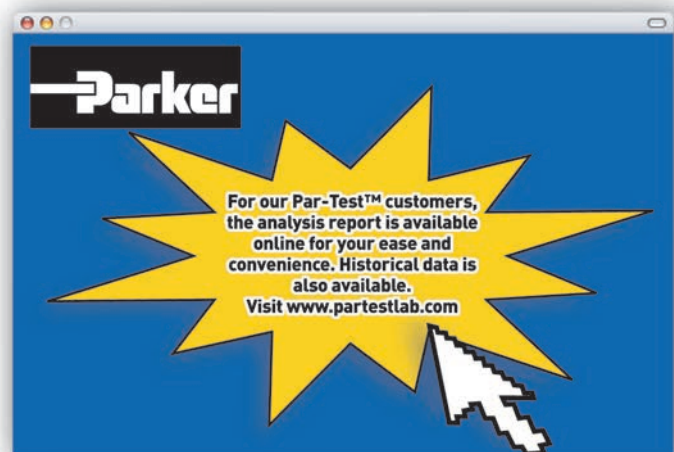 Parker
For our Par-Test™ customers,
the analysis report is available
online for your ease and
convenience. Historical data is
also available.
Visit www.partestlab.com